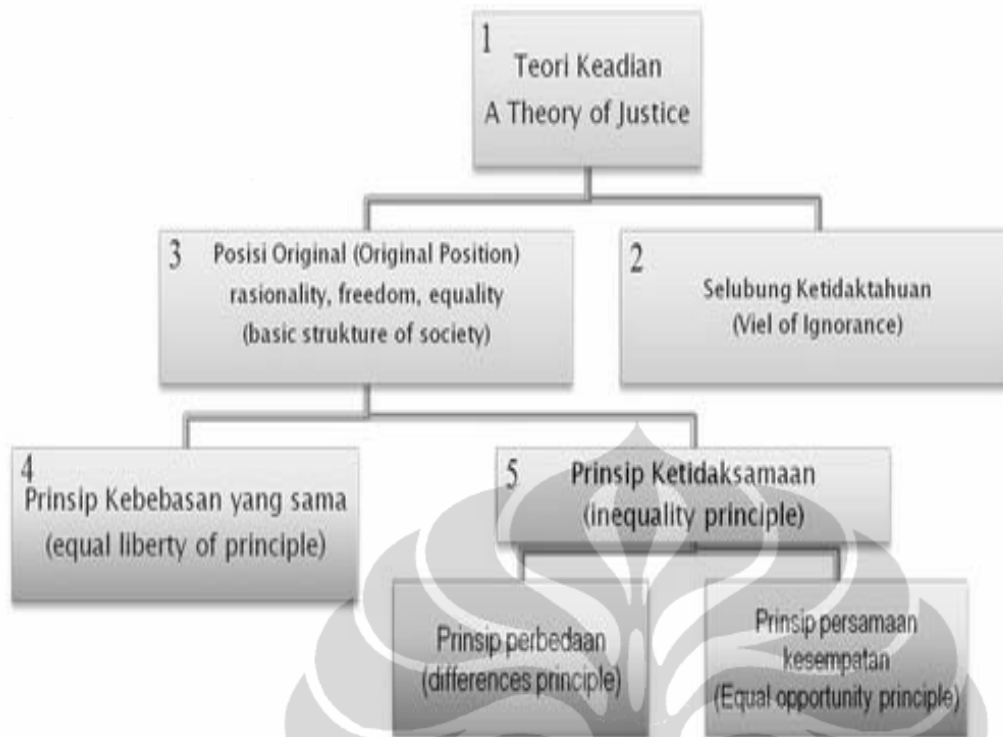 1
Teori Keadian
A Theory of Justice
3
Posisi Original (Original Position)
rasionality, freedom, equality
(basic strukture of society)
2
Selubung Ketidaktahuan
(Viel of Ignorance)
4
Prinsip Kebebasan yang sama
(equal liberty of principle)
5
Prinsip Ketidaksamaan
(inequality principle)
Prinsip perbedaan
(differences principle)
Prinsip persamaan
kesempatan
(Equal opportunity principle)